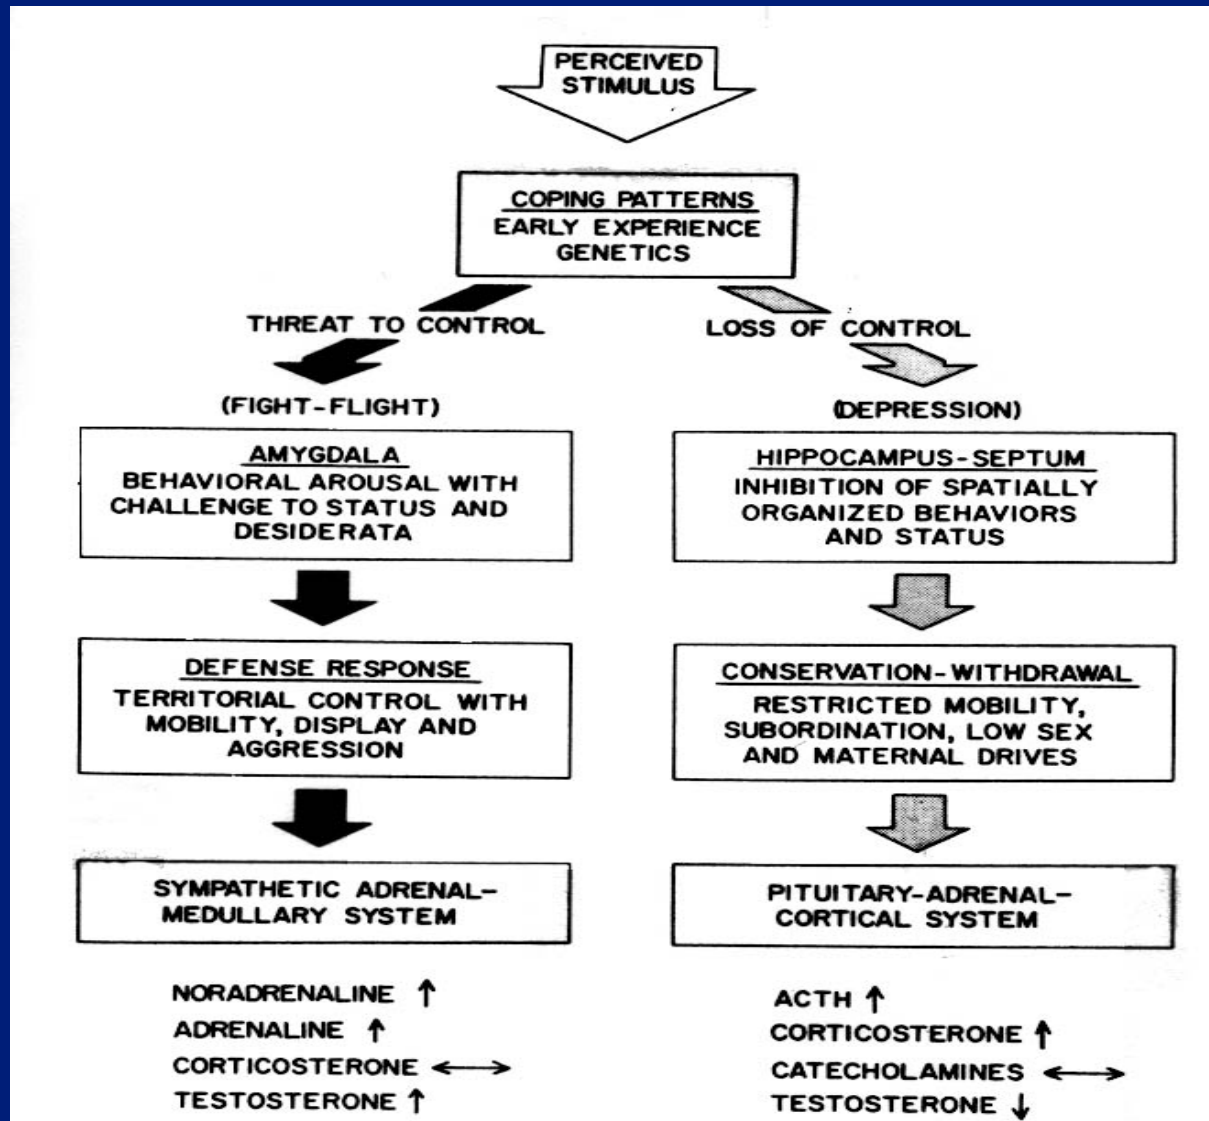 PERCEIVED
STIMULUS
COPING PATTERNS
EARLY EXPERIENCE
GENETICS
THREAT TO CONTROL
(FIGHT-FLIGHT)
AMYGDALA
BEHAVIORAL AROUSAL WITH
CHALLENGE TO STATUS AND
DESIDERATA
DEFENSE RESPONSE
TERRITORIAL CONTROL WITH
MOBILITY, DISPLAY AND
AGGRESSION
SYMPATHETIC ADRENAL-
MEDULLARY SYSTEM
NORADRENALINE ↑
ADRENALINE ↑
CORTICOSTERONE ↔
TESTOSTERONE ↑
LOSS OF CONTROL
(DEPRESSION)
HIPPOCAMPUS-SEPTUM
INHIBITION OF SPATIALLY
ORGANIZED BEHAVIORS
AND STATUS
CONSERVATION-WITHDRAWAL
RESTRICTED MOBILITY,
SUBORDINATION, LOW SEX
AND MATERNAL DRIVES
PITUITARY-ADRENAL-
CORTICAL SYSTEM
ACTH ↑
CORTICOSTERONE ↑
CATECHOLAMINES ↔
TESTOSTERONE ↓